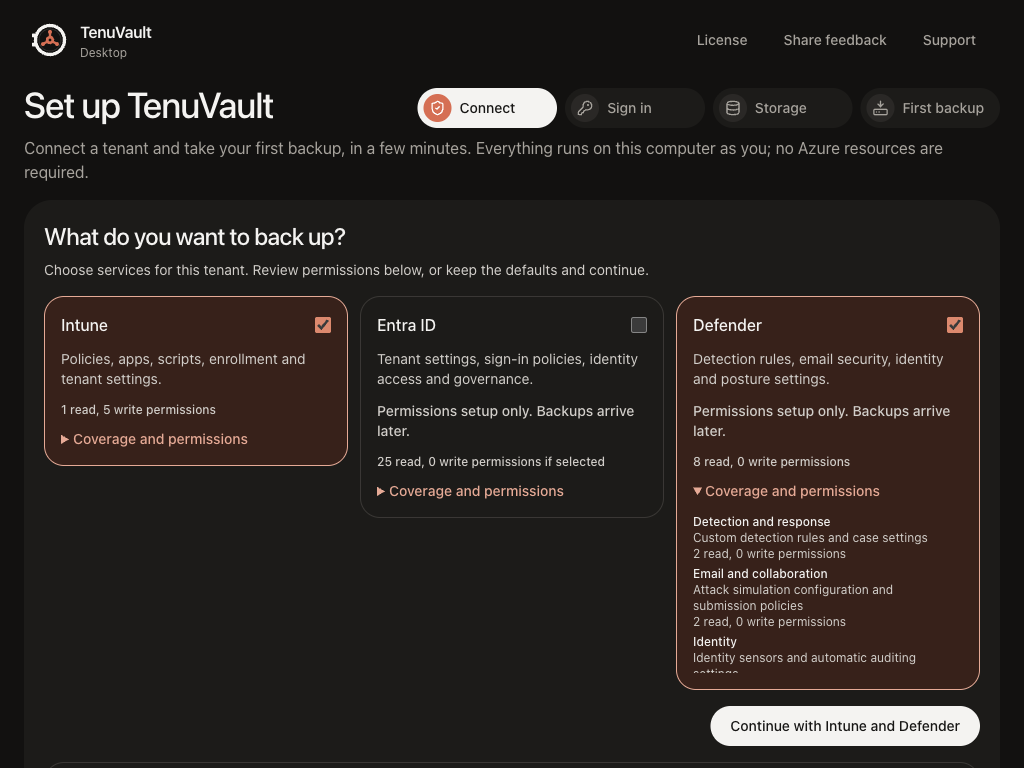 TenuVault
Desktop
License
Share feedback
Support
Set up TenuVault
Connect
Sign in
Storage
First backup
Connect a tenant and take your first backup, in a few minutes. Everything runs on this computer as you; no Azure resources are
required.
What do you want to back up?
Choose services for this tenant. Review permissions below, or keep the defaults and continue.
Intune
Policies, apps, scripts, enrollment and
tenant settings.
1 read, 5 write permissions
Coverage and permissions
Entra ID
Tenant settings, sign-in policies, identity
access and governance.
Permissions setup only. Backups arrive
later.
25 read, 0 write permissions if selected
Coverage and permissions
Defender
Detection rules, email security, identity
and posture settings.
Permissions setup only. Backups arrive
later.
8 read, 0 write permissions
Coverage and permissions
Detection and response
Custom detection rules and case settings
2 read, 0 write permissions
Email and collaboration
Attack simulation configuration and
submission policies
2 read, 0 write permissions
Identity
Identity sensors and automatic auditing
settings
Continue with Intune and Defender